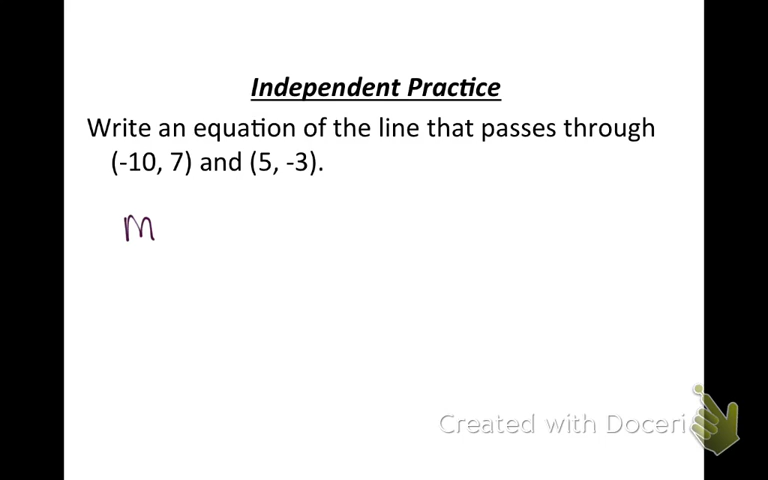 Independent Practice
Write an equation of the line that passes through
(-10, 7) and (5, -3).
m
Created with Doceri